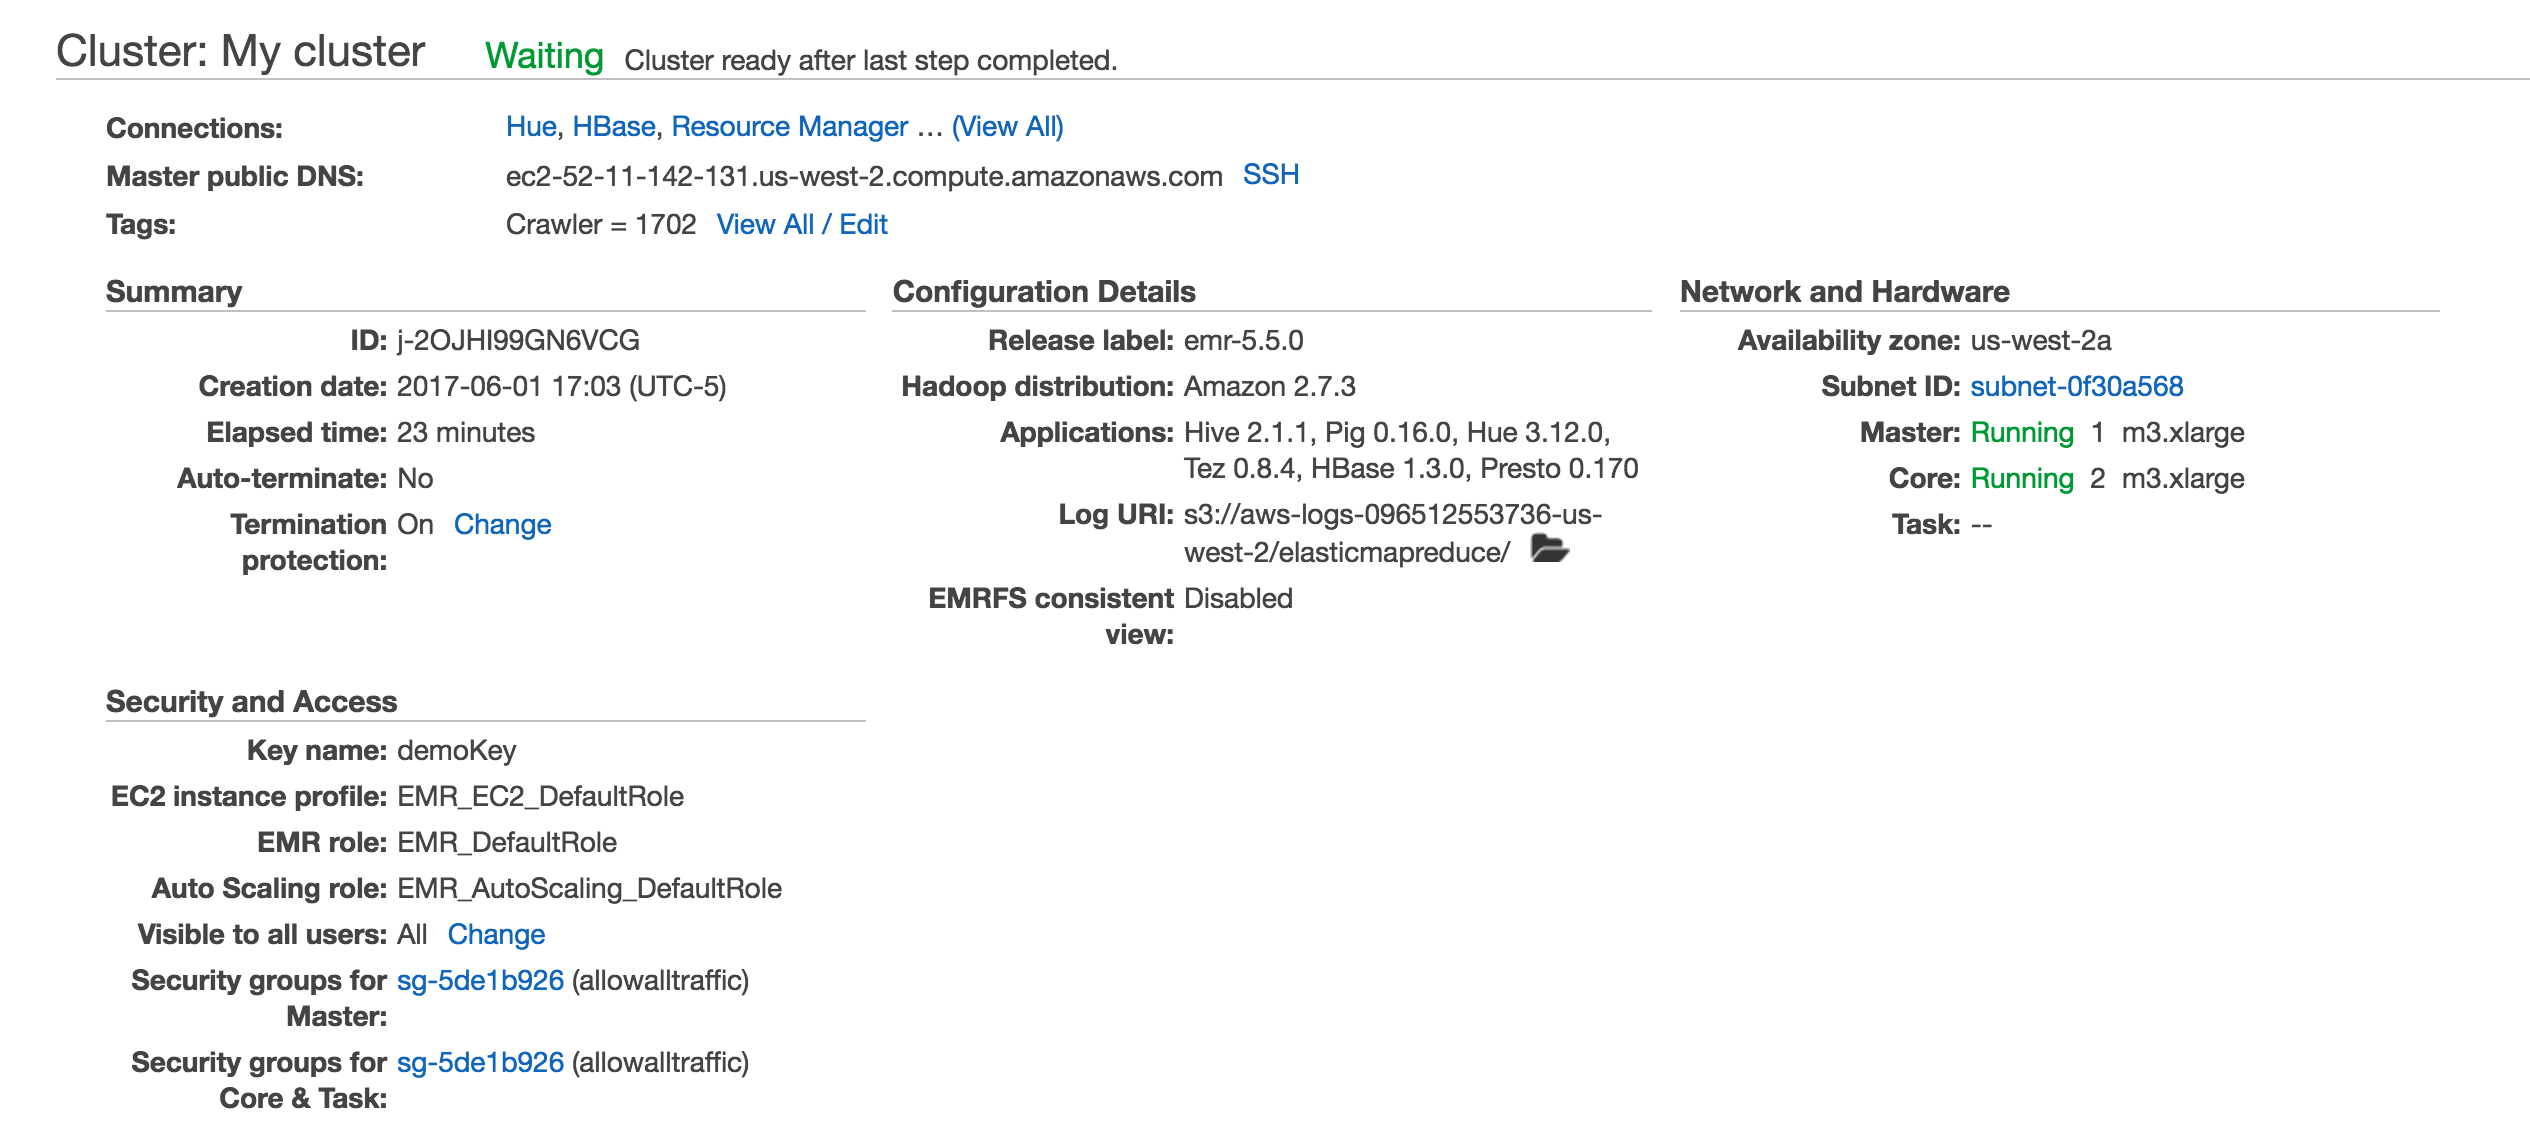 Cluster: My cluster Waiting Cluster ready after last step completed.
Connections: Hue, HBase, Resource Manager ... (View All)
Master public DNS: ec2-52-11-142-131.us-west-2.compute.amazonaws.com SSH
Tags: Crawler = 1702 View All / Edit
Summary
ID: j-2OJHI99GN6VCG
Creation date: 2017-06-01 17:03 (UTC-5)
Elapsed time: 23 minutes
Auto-terminate: No
Termination On Change
protection:
Configuration Details
Release label: emr-5.5.0
Hadoop distribution: Amazon 2.7.3
Applications: Hive 2.1.1, Pig 0.16.0, Hue 3.12.0,
Tez 0.8.4, HBase 1.3.0, Presto 0.170
Log URI: s3://aws-logs-096512553736-us-
west-2/elasticmapreduce/
EMRFS consistent Disabled
view:
Network and Hardware
Availability zone: us-west-2a
Subnet ID: subnet-0f30a568
Master: Running 1 m3.xlarge
Core: Running 2 m3.xlarge
Task: --
Security and Access
Key name: demoKey
EC2 instance profile: EMR_EC2_DefaultRole
EMR role: EMR_DefaultRole
Auto Scaling role: EMR_AutoScaling_DefaultRole
Visible to all users: All Change
Security groups for sg-5de1b926 (allowalltraffic)
Master:
Security groups for sg-5de1b926 (allowalltraffic)
Core & Task: